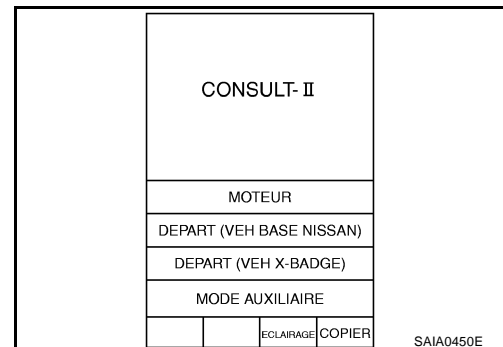 CONSULT-II
MOTEUR
DEPART (VEH BASE NISSAN)
DEPART (VEH X-BADGE)
MODE AUXILIAIRE
ECLAIRAGE COPIER
SAIA0450E